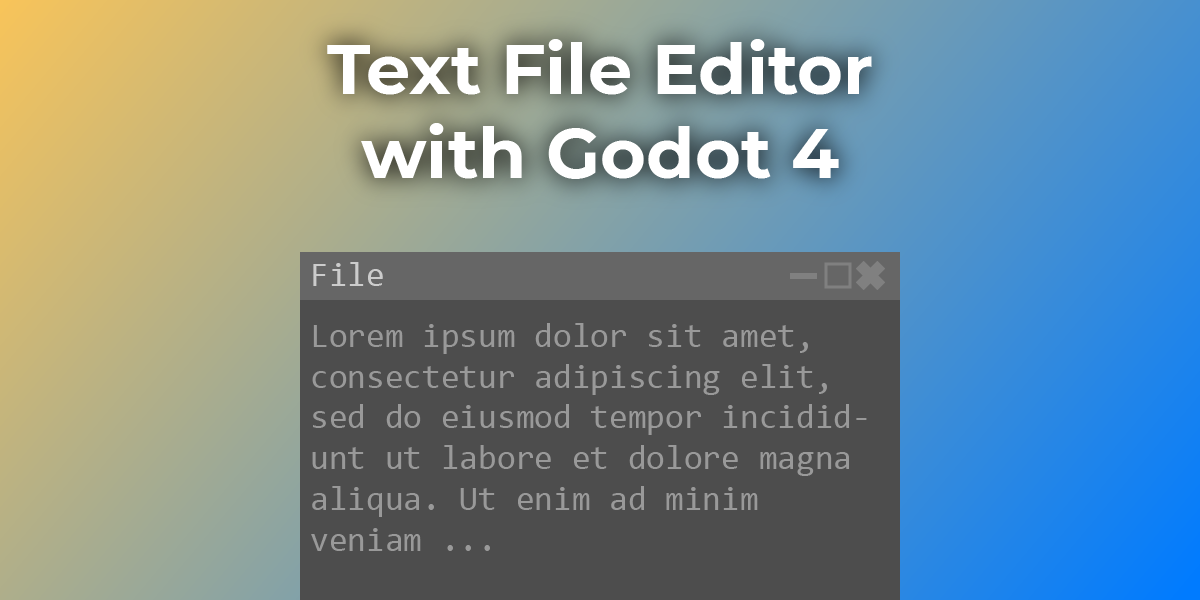 Text File Editor
with Godot 4
File
Lorem ipsum dolor sit amet,
consectetur adipiscing elit,
sed do eiusmod tempor incidid-
unt ut labore et dolore magna
aliqua. Ut enim ad minim
veniam ...